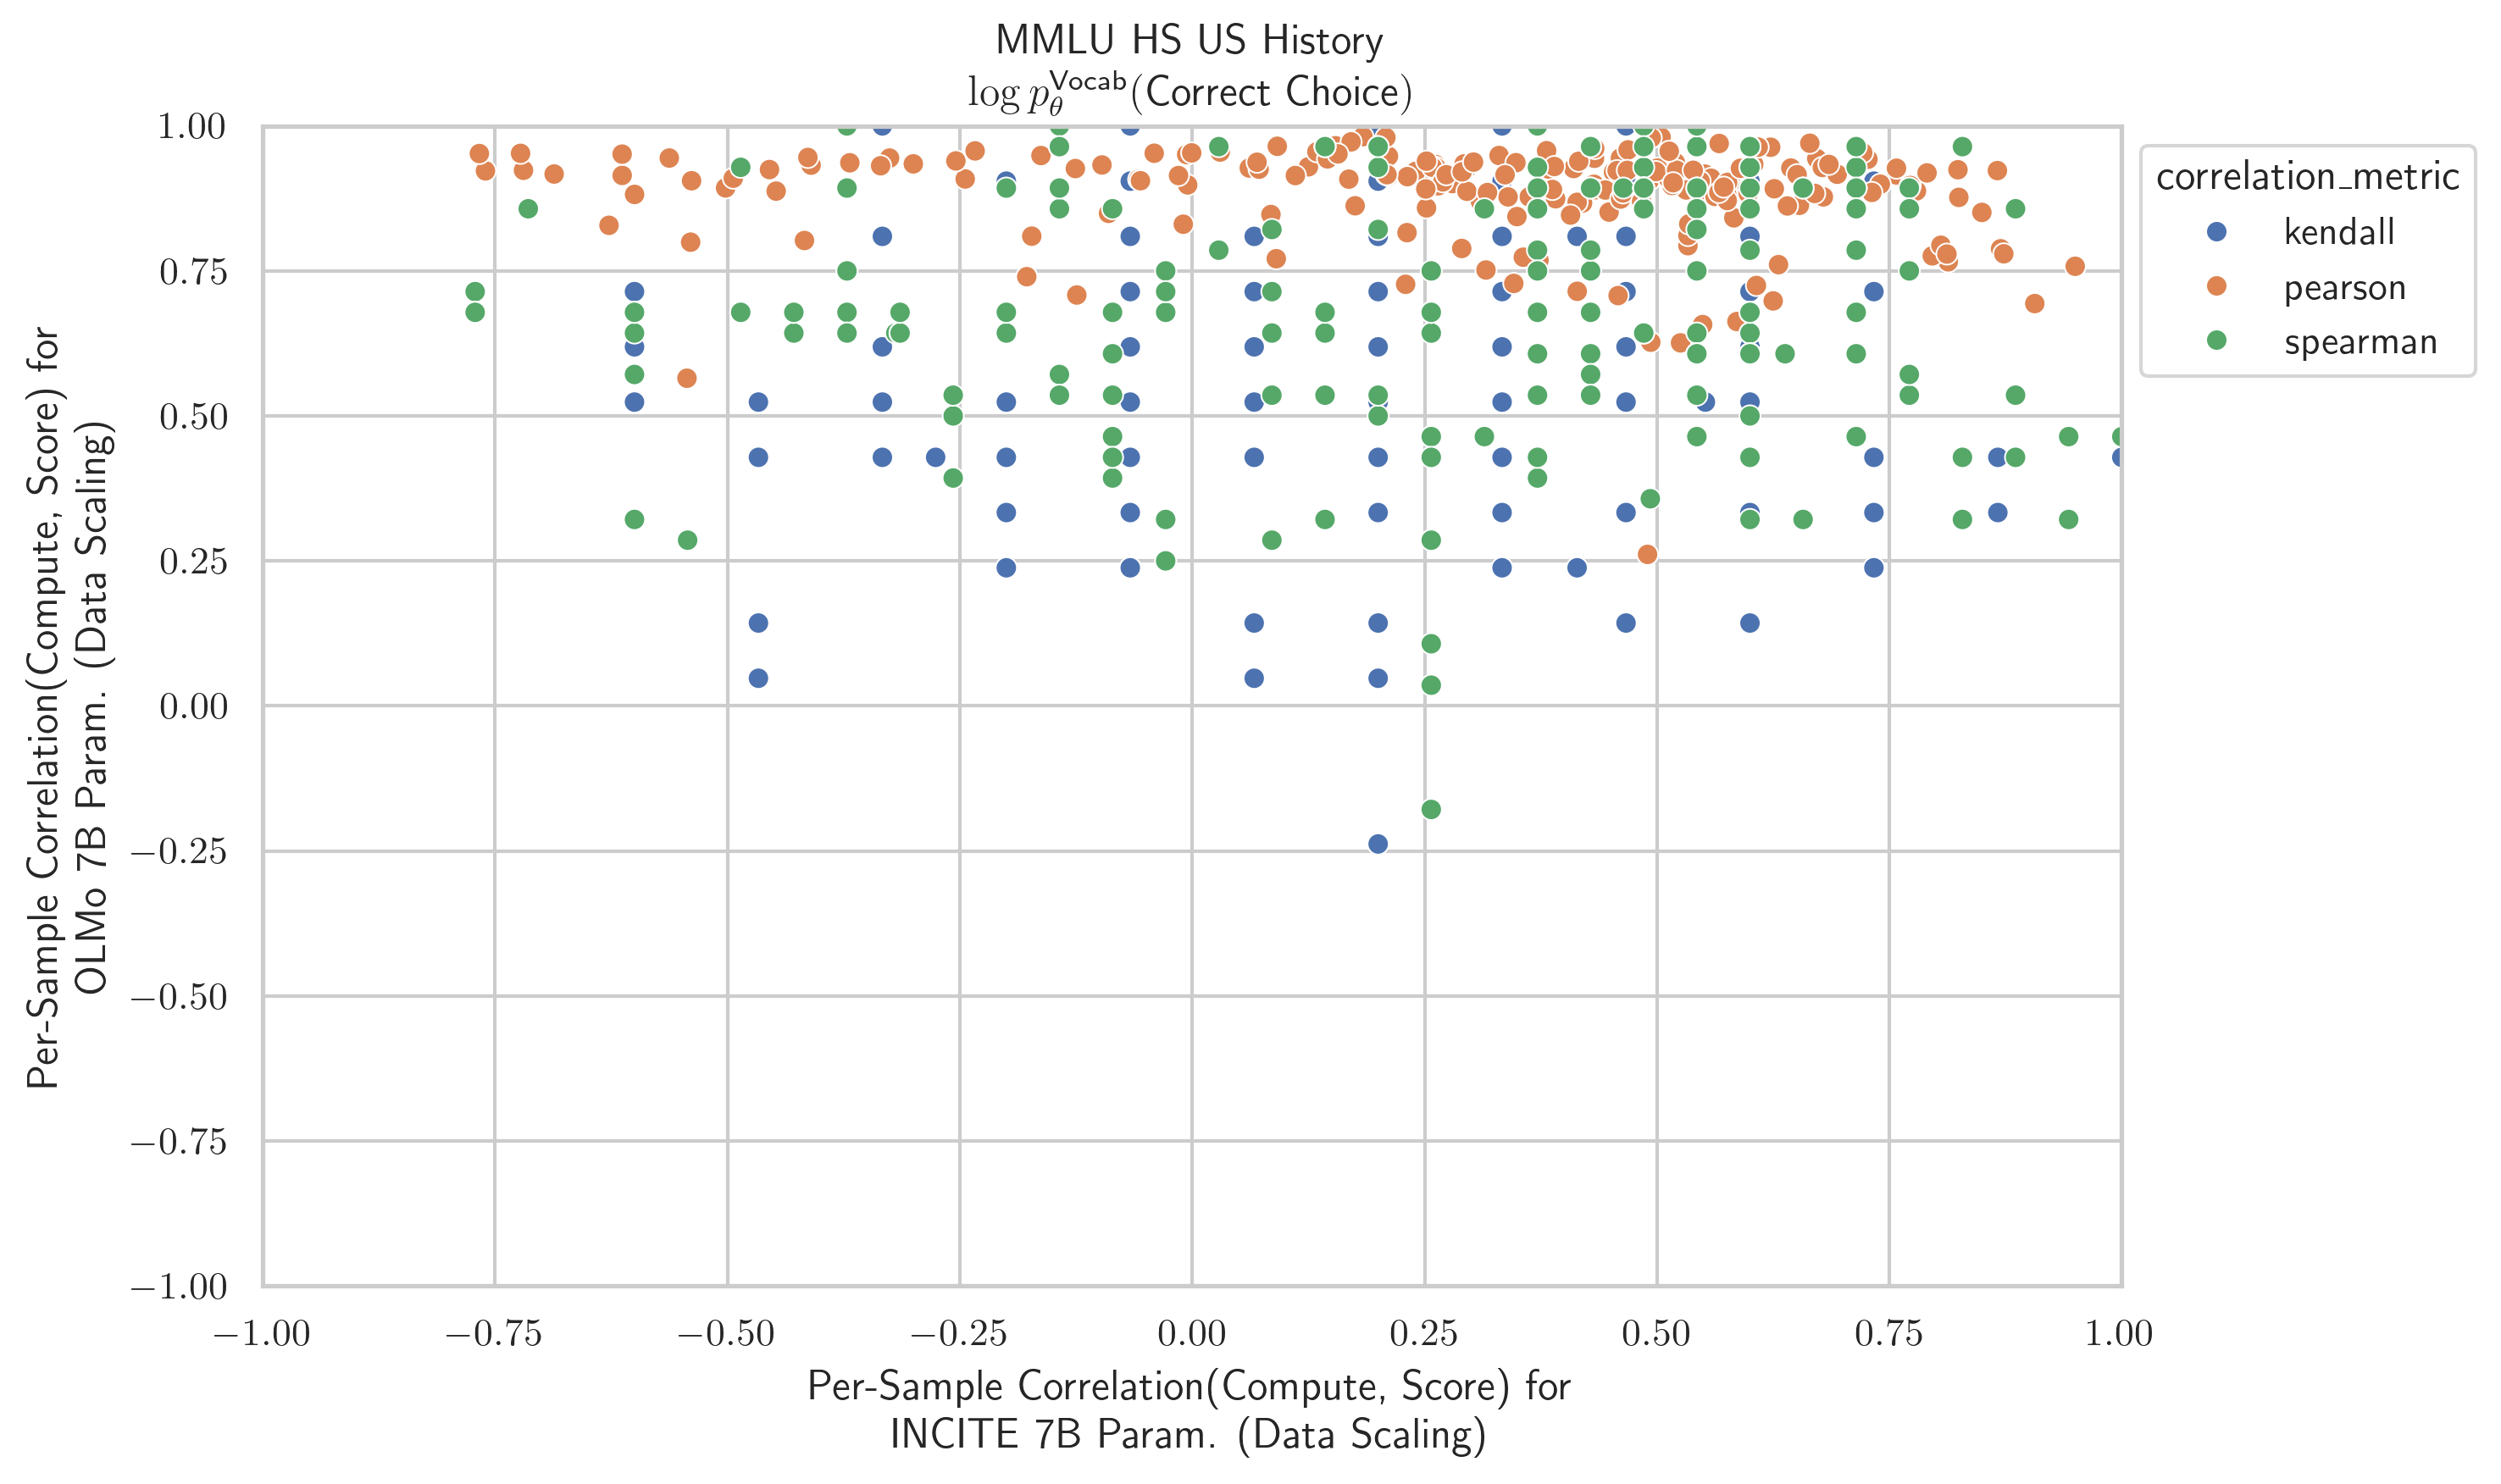 MMLU HS US History
log p_θ^Vocab(Correct Choice)
Per-Sample Correlation(Compute, Score) for
OLMo 7B Param. (Data Scaling)
1.00
0.75
0.50
0.25
0.00
−0.25
−0.50
−0.75
−1.00
−1.00 −0.75 −0.50 −0.25 0.00 0.25 0.50 0.75 1.00
Per-Sample Correlation(Compute, Score) for
INCITE 7B Param. (Data Scaling)
correlation_metric
kendall
pearson
spearman